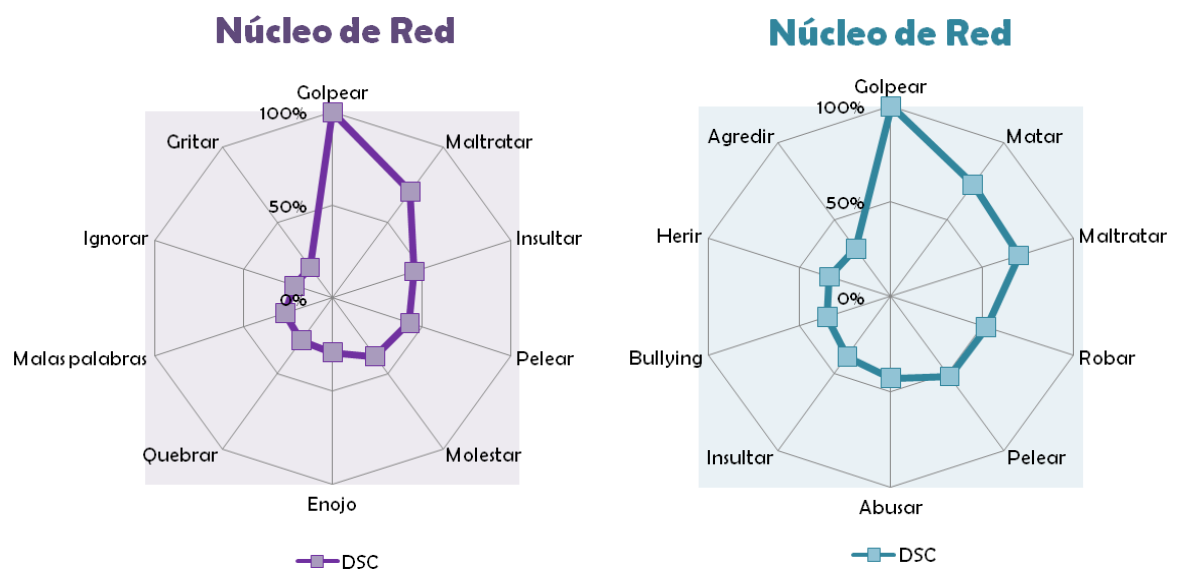 Núcleo de Red
Golpear
100%
Gritar
Maltratar
50%
Ignorar
Insultar
0%
Malas palabras
Pelear
Quebrar
Molestar
Enojo
DSC
Núcleo de Red
Golpear
100%
Agredir
Matar
50%
Herir
Maltratar
0%
Bullying
Robar
Insultar
Pelear
Abusar
DSC